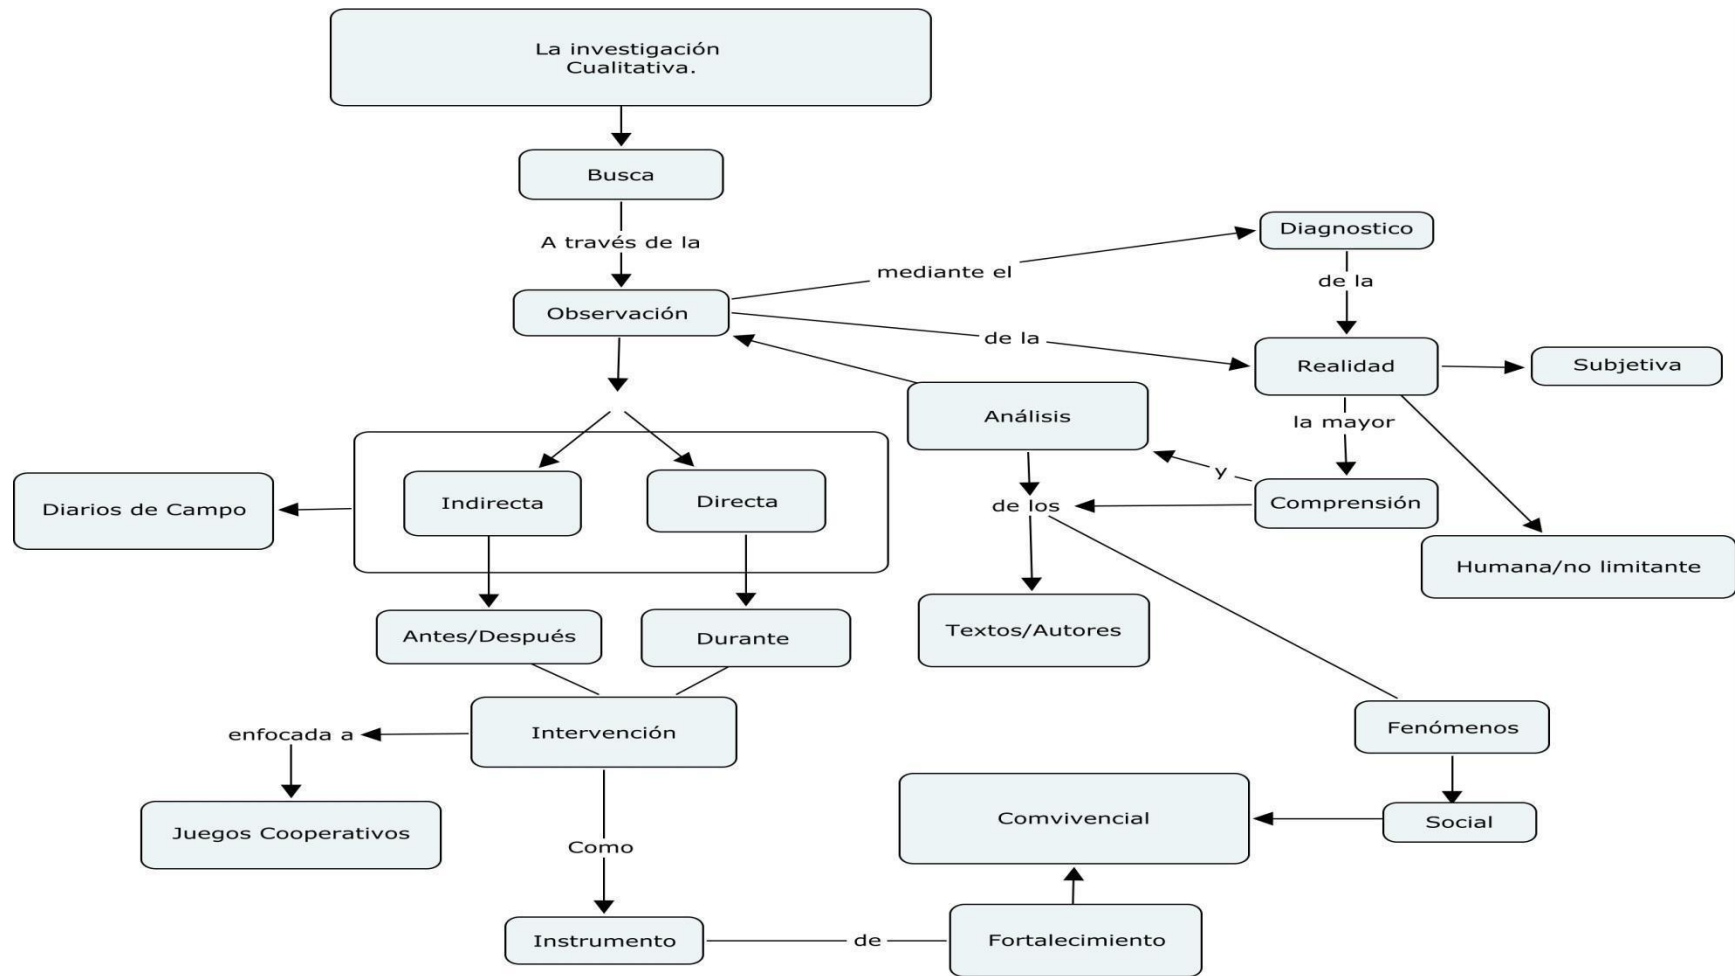 La investigación
Cualitativa.
Busca
A través de la
Observación
mediante el
Diagnostico
de la
de la
Realidad
Subjetiva
la mayor
Análisis
y
Comprensión
de los
Humana/no limitante
Indirecta
Directa
Diarios de Campo
Antes/Después
Durante
Textos/Autores
Intervención
enfocada a
Juegos Cooperativos
Fenómenos
Social
Comvivencial
Como
Instrumento
de
Fortalecimiento